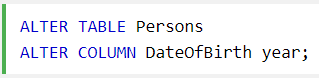 ALTER TABLE Persons
ALTER COLUMN DateOfBirth year;